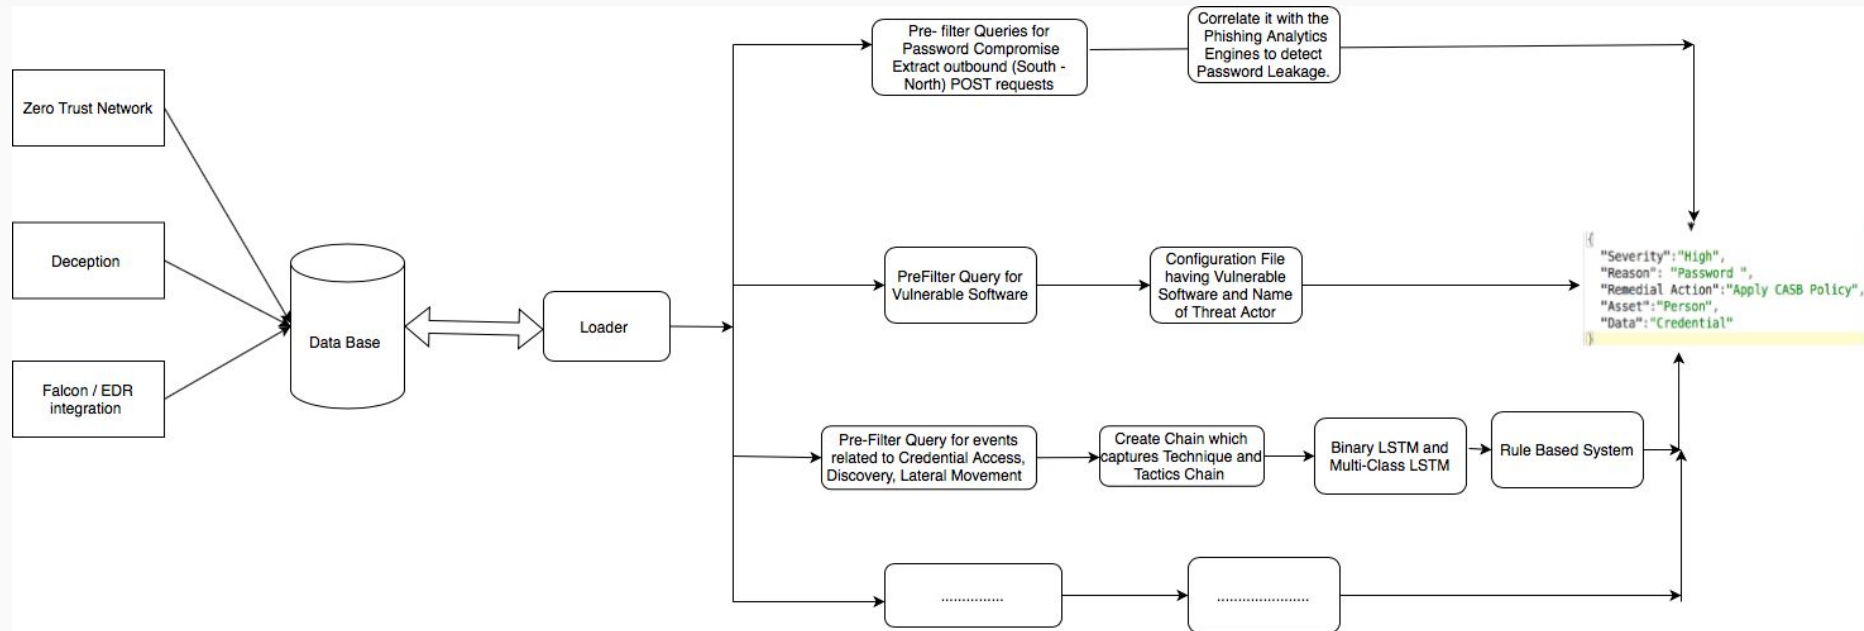 Zero Trust Network
Deception
Falcon / EDR
integration
Data Base
Loader
Pre- filter Queries for
Password Compromise
Extract outbound (South -
North) POST requests
Correlate it with the
Phishing Analytics
Engines to detect
Password Leakage.
PreFilter Query for
Vulnerable Software
Configuration File
having Vulnerable
Software and Name
of Threat Actor
Pre-Filter Query for events
related to Credential Access,
Discovery, Lateral Movement
Create Chain which
captures Technique and
Tactics Chain
Binary LSTM and
Multi-Class LSTM
Rule Based System
...............
......................
{
"Severity":"High",
"Reason": "Password ",
"Remedial Action":"Apply CASB Policy",
"Asset":"Person",
"Data":"Credential"
}